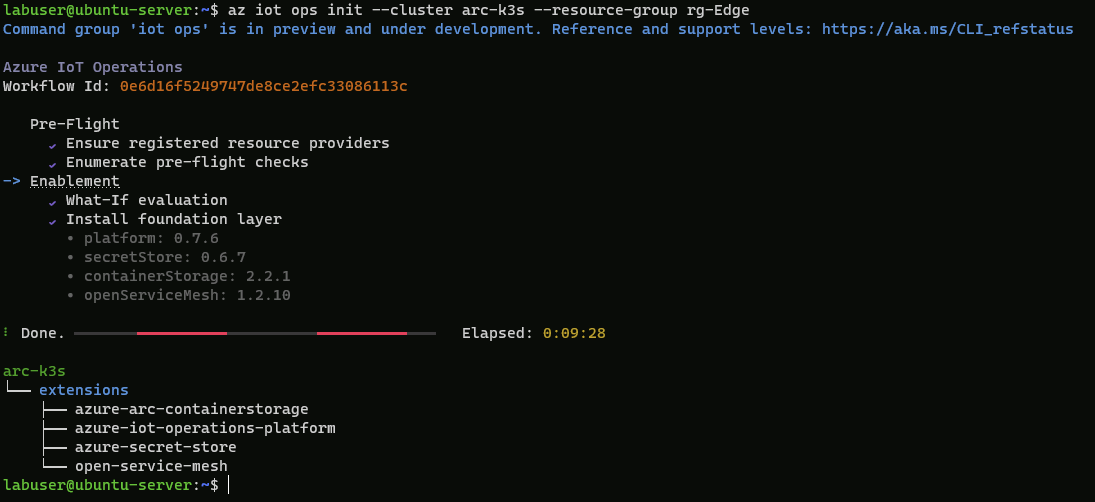 labuser@ubuntu-server:~$ az iot ops init --cluster arc-k3s --resource-group rg-Edge
Command group 'iot ops' is in preview and under development. Reference and support levels: https://aka.ms/CLI_refstatus
Azure IoT Operations
Workflow Id: 0e6d16f5249747de8ce2efc33086113c
Pre-Flight
✓ Ensure registered resource providers
✓ Enumerate pre-flight checks
-> Enablement
✓ What-If evaluation
✓ Install foundation layer
• platform: 0.7.6
• secretStore: 0.6.7
• containerStorage: 2.2.1
• openServiceMesh: 1.2.10
Done. Elapsed: 0:09:28
arc-k3s
└── extensions
├── azure-arc-containerstorage
├── azure-iot-operations-platform
├── azure-secret-store
└── open-service-mesh
labuser@ubuntu-server:~$